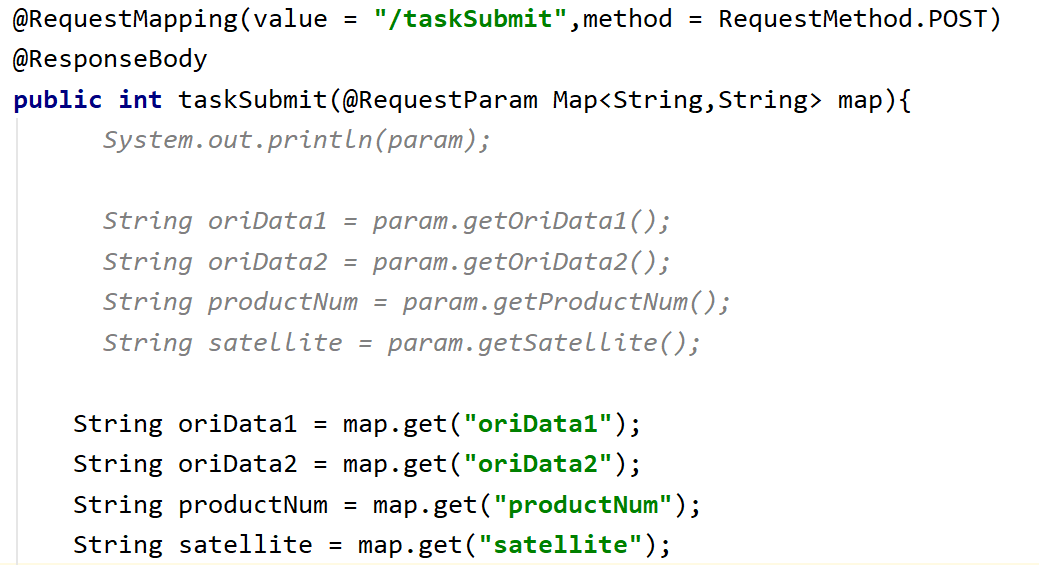 @RequestMapping(value = "/taskSubmit",method = RequestMethod.POST)
@ResponseBody
public int taskSubmit(@RequestParam Map<String,String> map){
System.out.println(param);
String oriData1 = param.getOriData1();
String oriData2 = param.getOriData2();
String productNum = param.getProductNum();
String satellite = param.getSatellite();
String oriData1 = map.get("oriData1");
String oriData2 = map.get("oriData2");
String productNum = map.get("productNum");
String satellite = map.get("satellite");